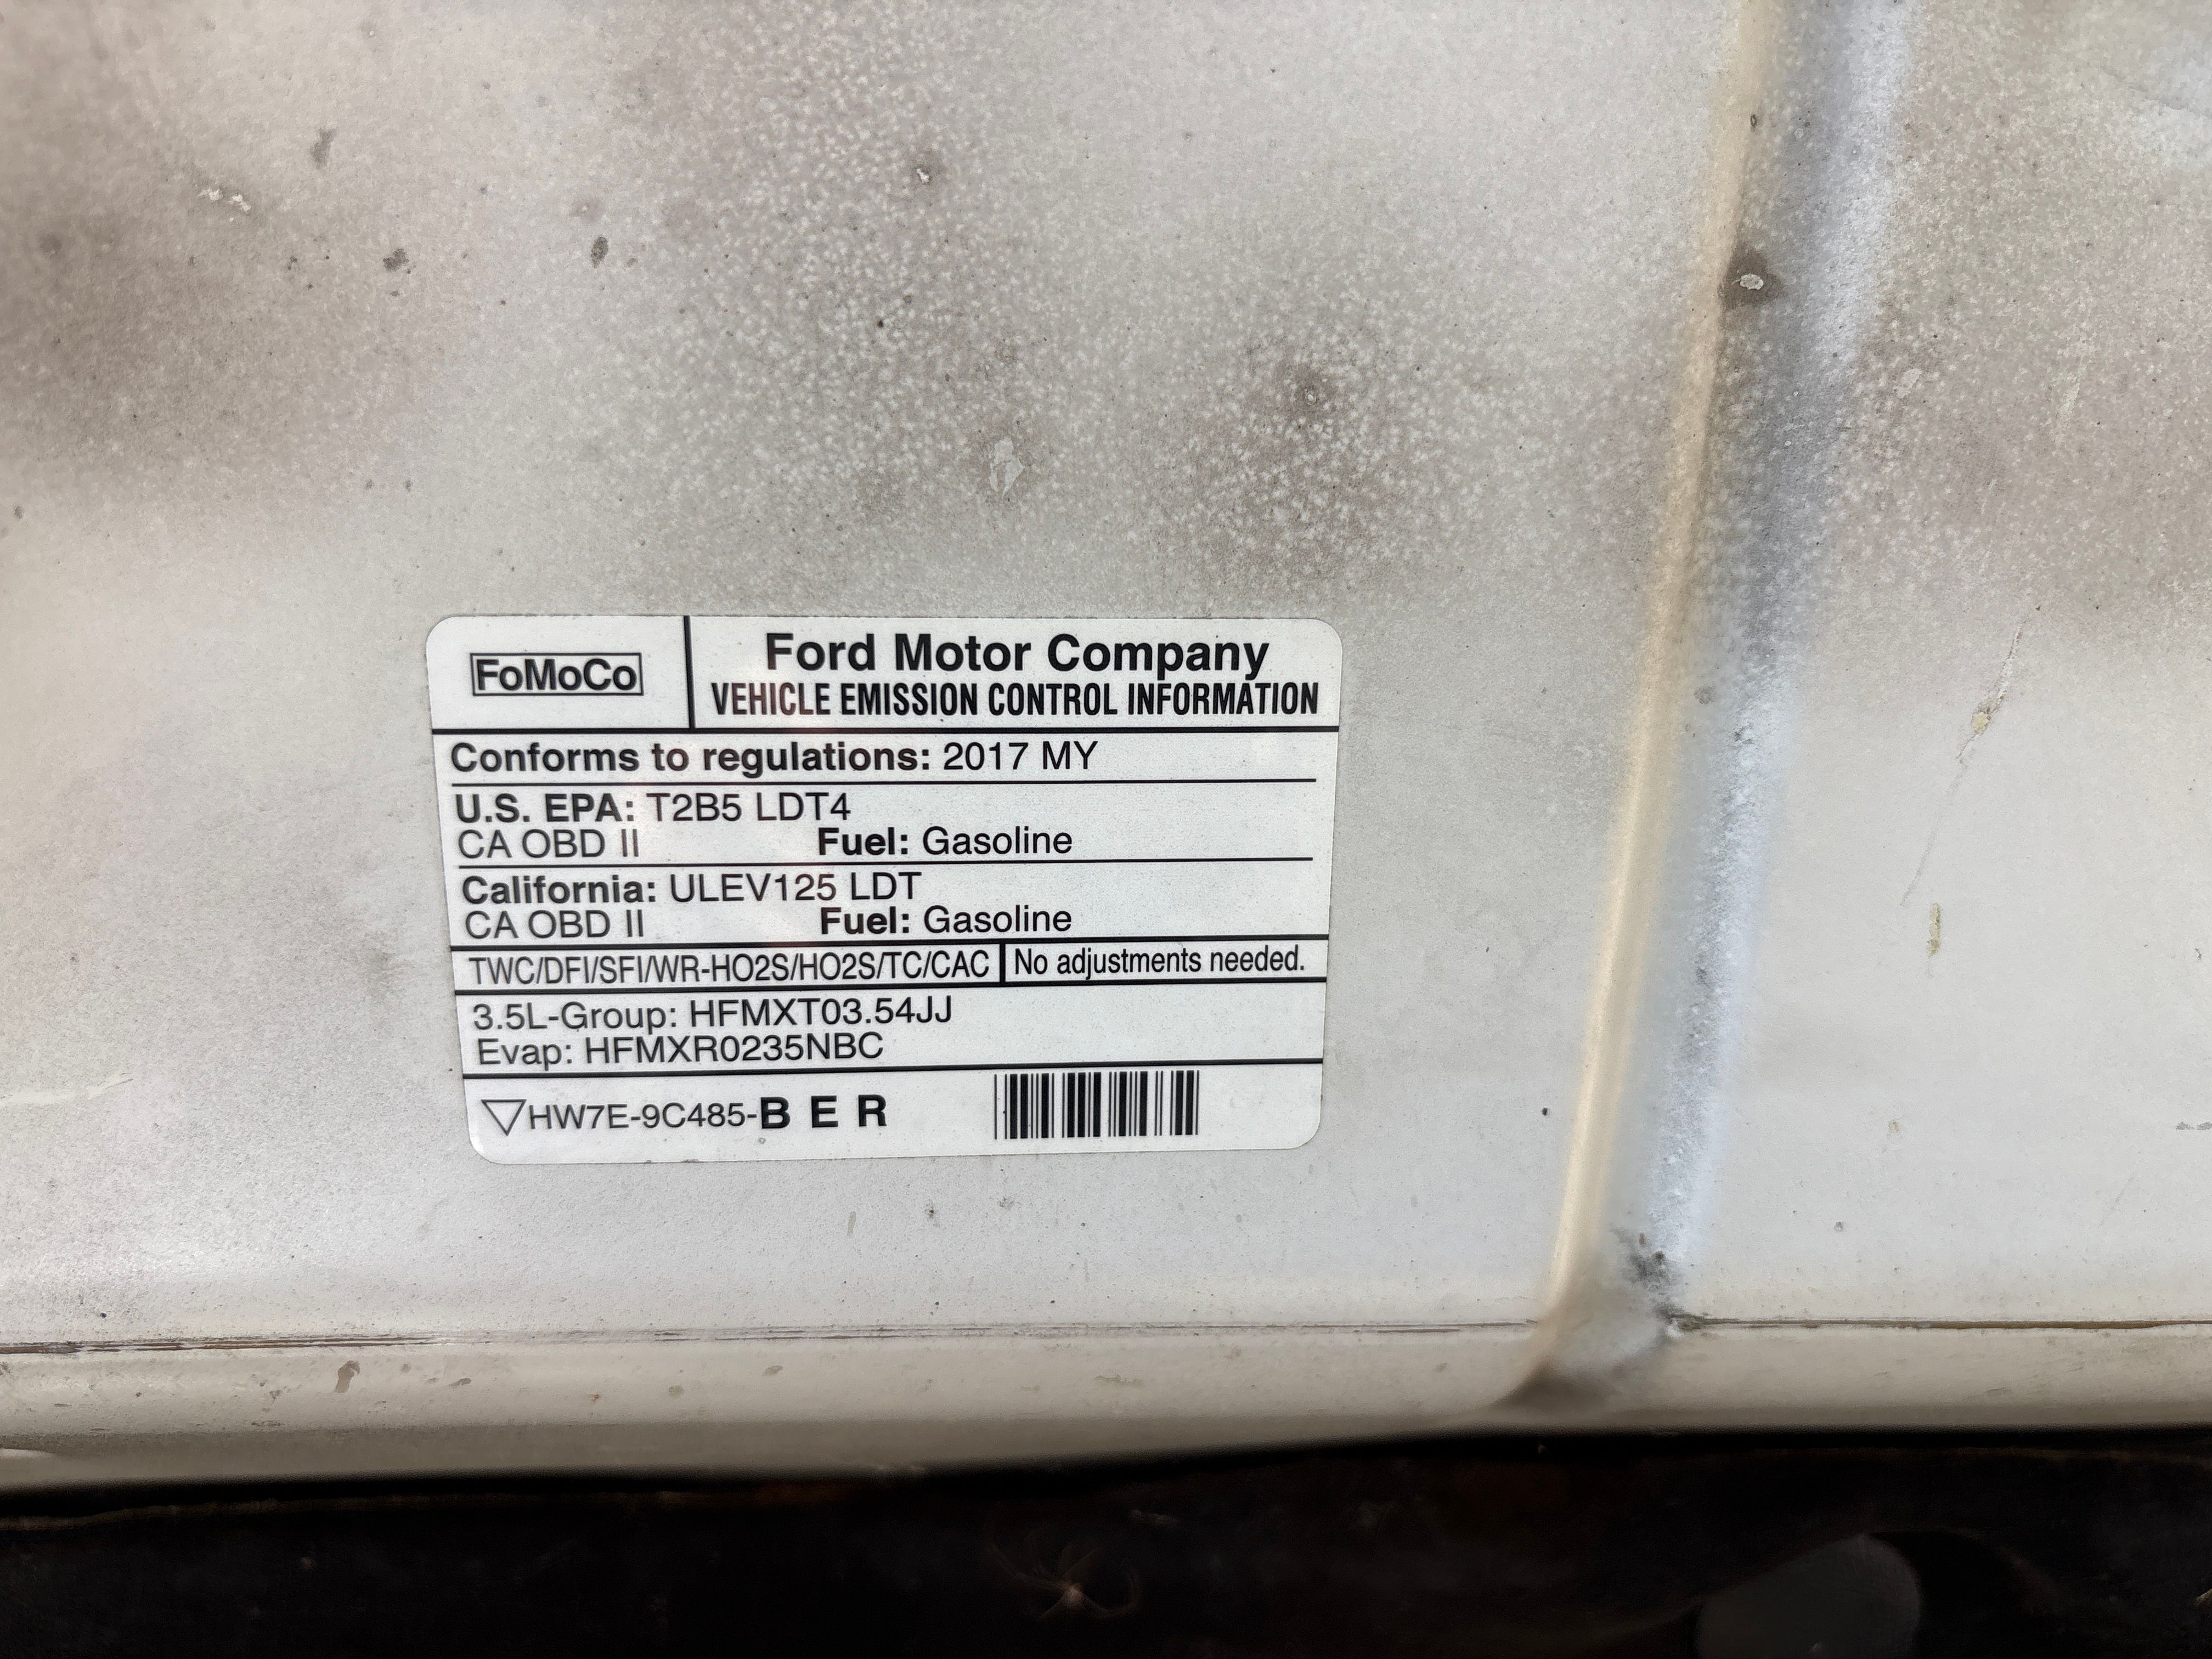 FoMoCo
Ford Motor Company
VEHICLE EMISSION CONTROL INFORMATION
Conforms to regulations: 2017 MY
U.S. EPA: T2B5 LDT4
CA OBD II Fuel: Gasoline
California: ULEV125 LDT
CA OBD II Fuel: Gasoline
TWC/DFI/SFI/WR-HO2S/HO2S/TC/CAC No adjustments needed.
3.5L-Group: HFMXT03.54JJ
Evap: HFMXR0235NBC
▽HW7E-9C485-B E R